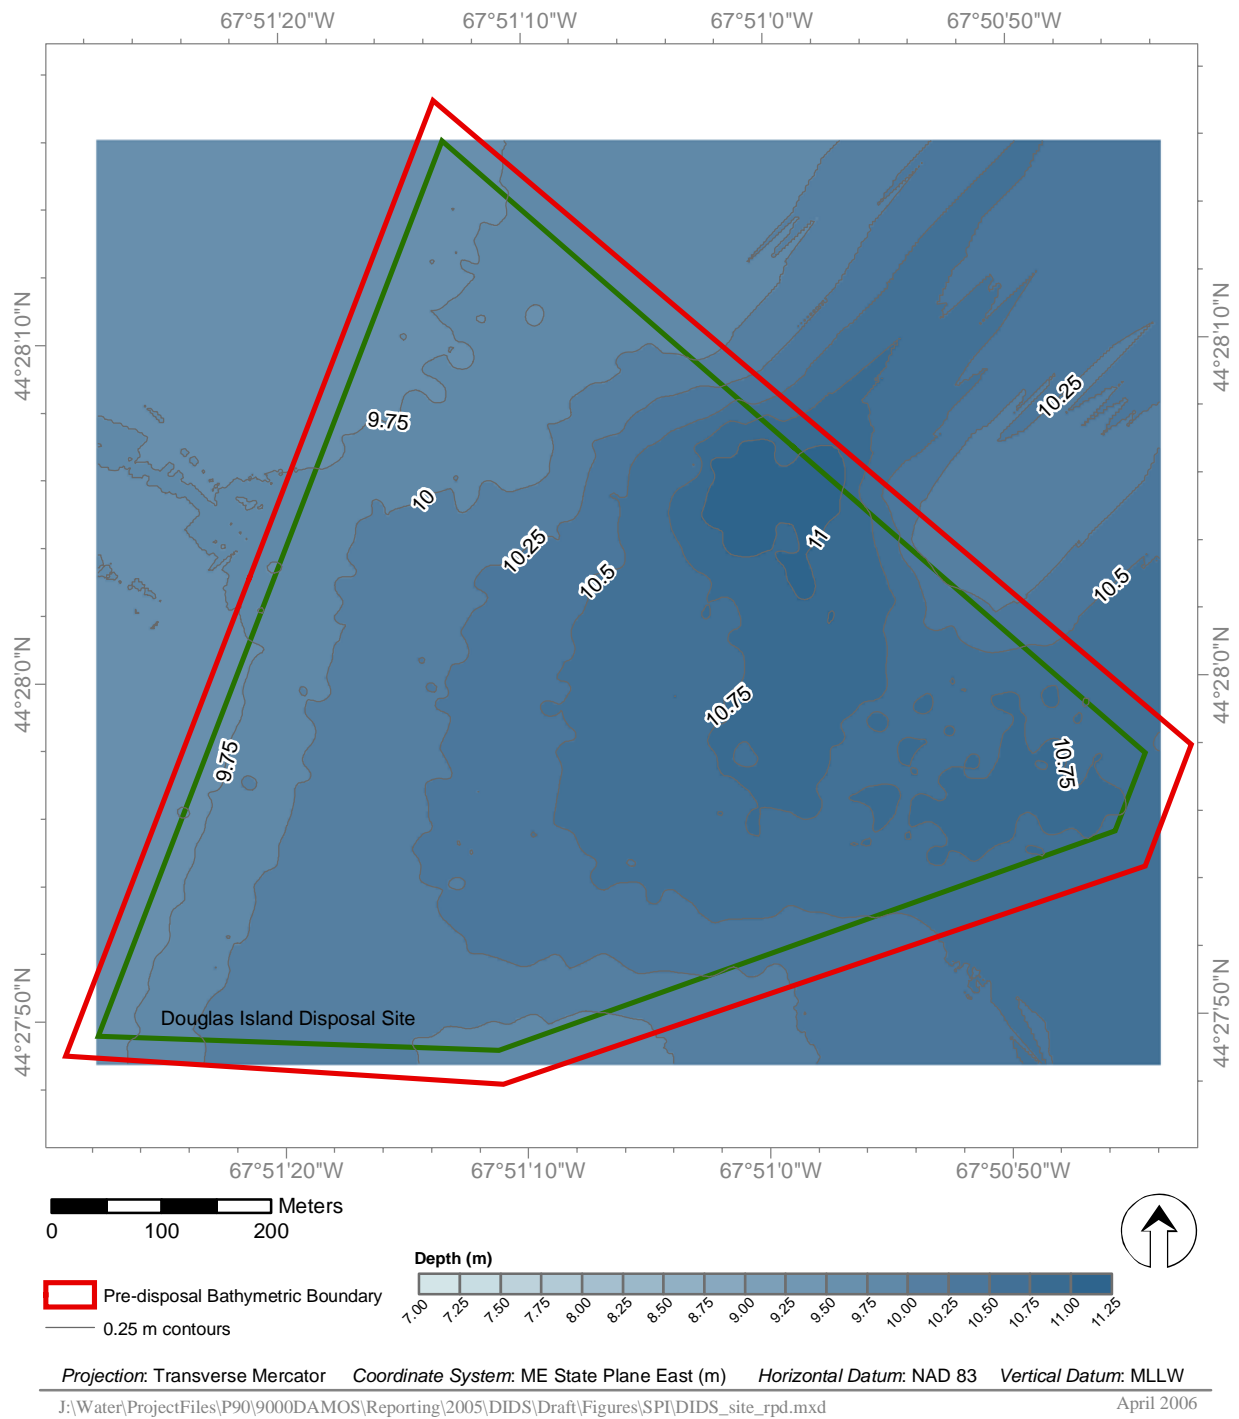 67°51'20"W 67°51'10"W 67°51'0"W 67°50'50"W
44°28'10"N
44°28'10"N
10.25
9.75
10
11
10.25
10.5
10.5
44°28'0"N
44°28'0"N
10.75
9.75
10.75
44°27'50"N
44°27'50"N
Douglas Island Disposal Site
67°51'20"W 67°51'10"W 67°51'0"W 67°50'50"W
Meters
0 100 200
Depth (m)
7.00 7.25 7.50 7.75 8.00 8.25 8.50 8.75 9.00 9.25 9.50 9.75 10.00 10.25 10.50 10.75 11.00 11.25
Pre-disposal Bathymetric Boundary
0.25 m contours
Projection: Transverse Mercator Coordinate System: ME State Plane East (m) Horizontal Datum: NAD 83 Vertical Datum: MLLW
J:\Water\ProjectFiles\P90\9000DAMOS\Reporting\2005\DIDS\Draft\Figures\SPI\DIDS_site_rpd.mxd April 2006